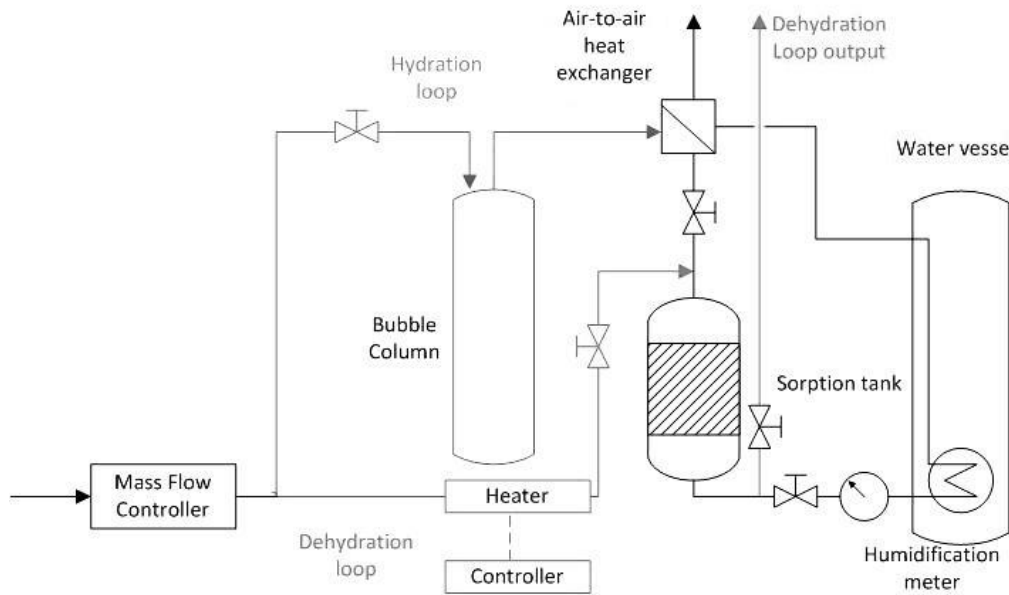 Air-to-air
heat
exchanger
Dehydration
Loop output
Hydration
loop
Water vesse
Bubble
Column
Sorption tank
Mass Flow
Controller
Heater
Dehydration
loop
Controller
Humidification
meter